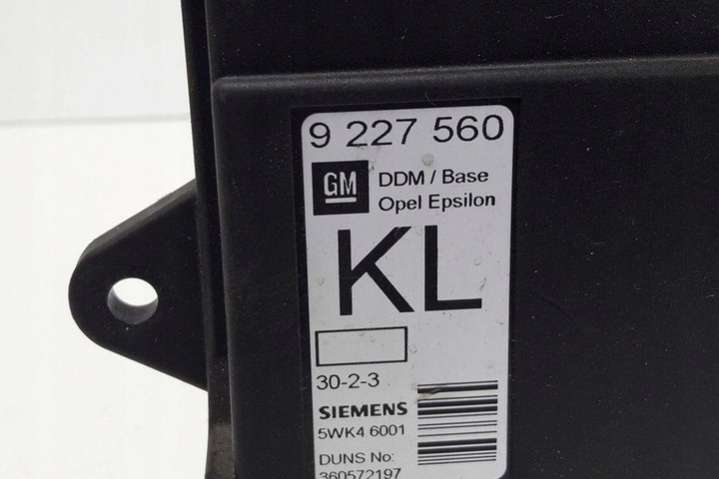 9 227 560
GM
DDM / Base
Opel Epsilon
KL
30-2-3
SIEMENS
5WK4 6001
DUNS No:
360572197